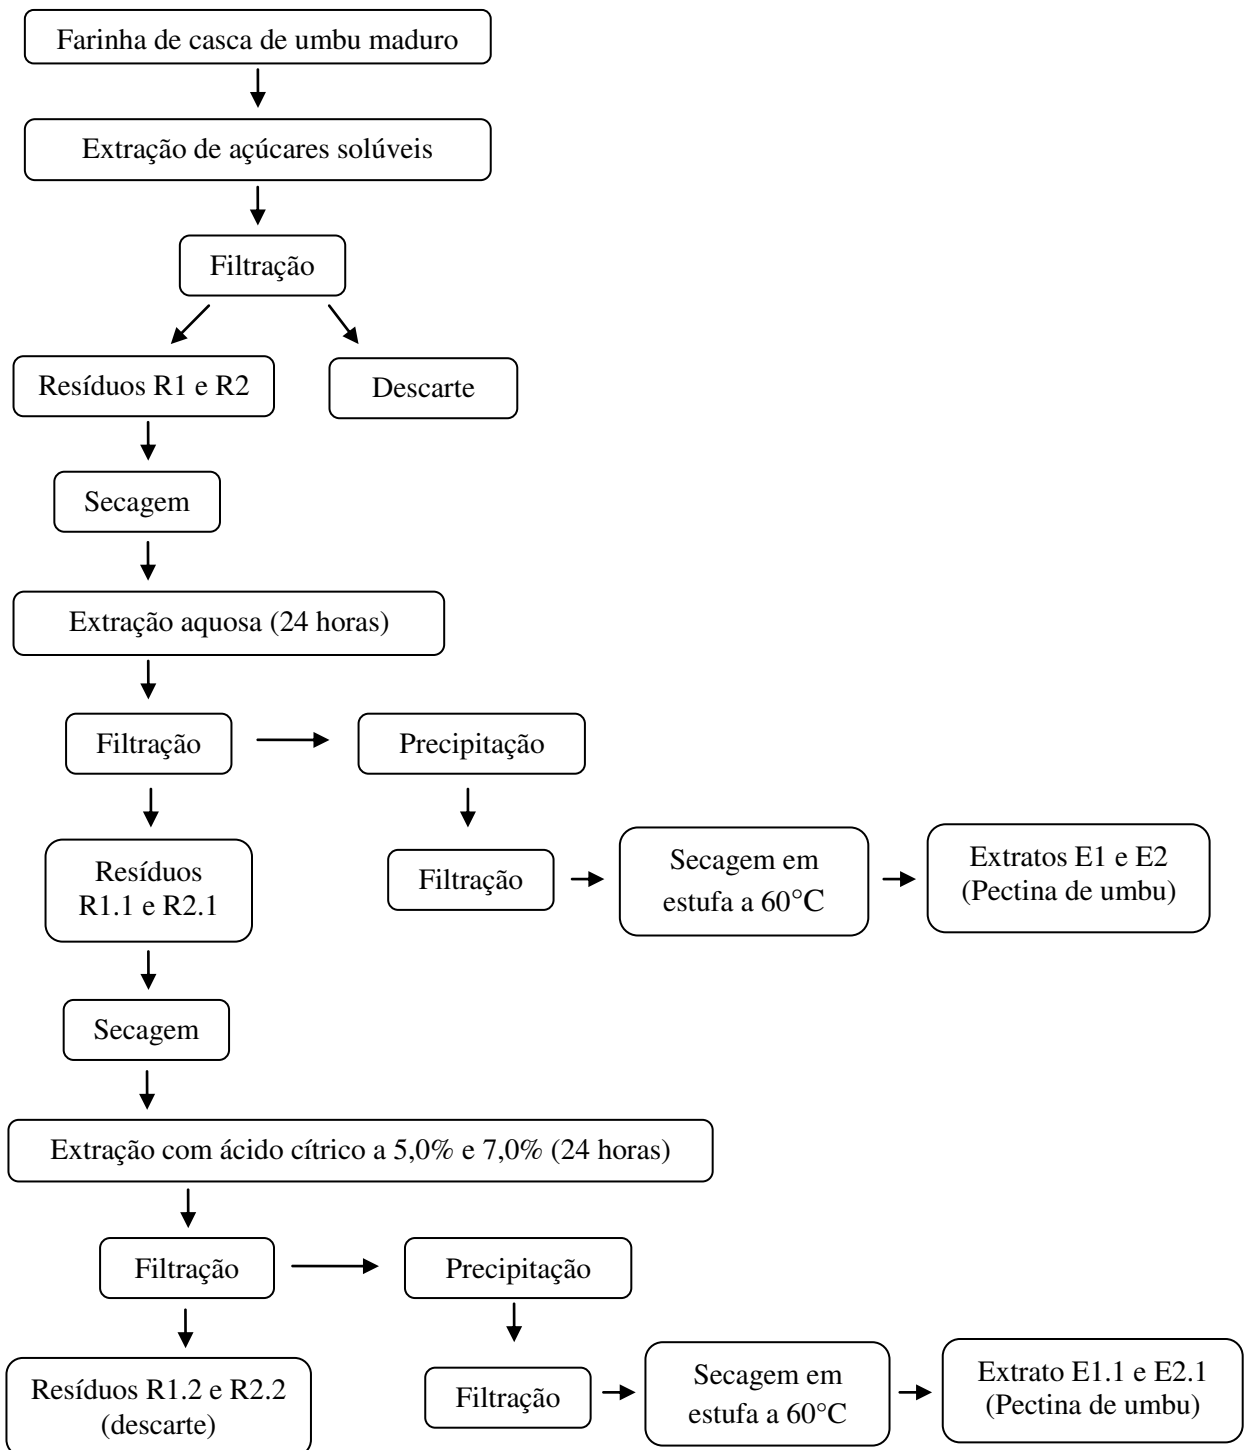 Farinha de casca de umbu maduro
Extração de açúcares solúveis
Filtração
Resíduos R1 e R2
Descarte
Secagem
Extração aquosa (24 horas)
Filtração
Precipitação
Resíduos
R1.1 e R2.1
Filtração
Secagem em
estufa a 60°C
Extratos E1 e E2
(Pectina de umbu)
Secagem
Extração com ácido cítrico a 5,0% e 7,0% (24 horas)
Filtração
Precipitação
Resíduos R1.2 e R2.2
(descarte)
Filtração
Secagem em
estufa a 60°C
Extrato E1.1 e E2.1
(Pectina de umbu)